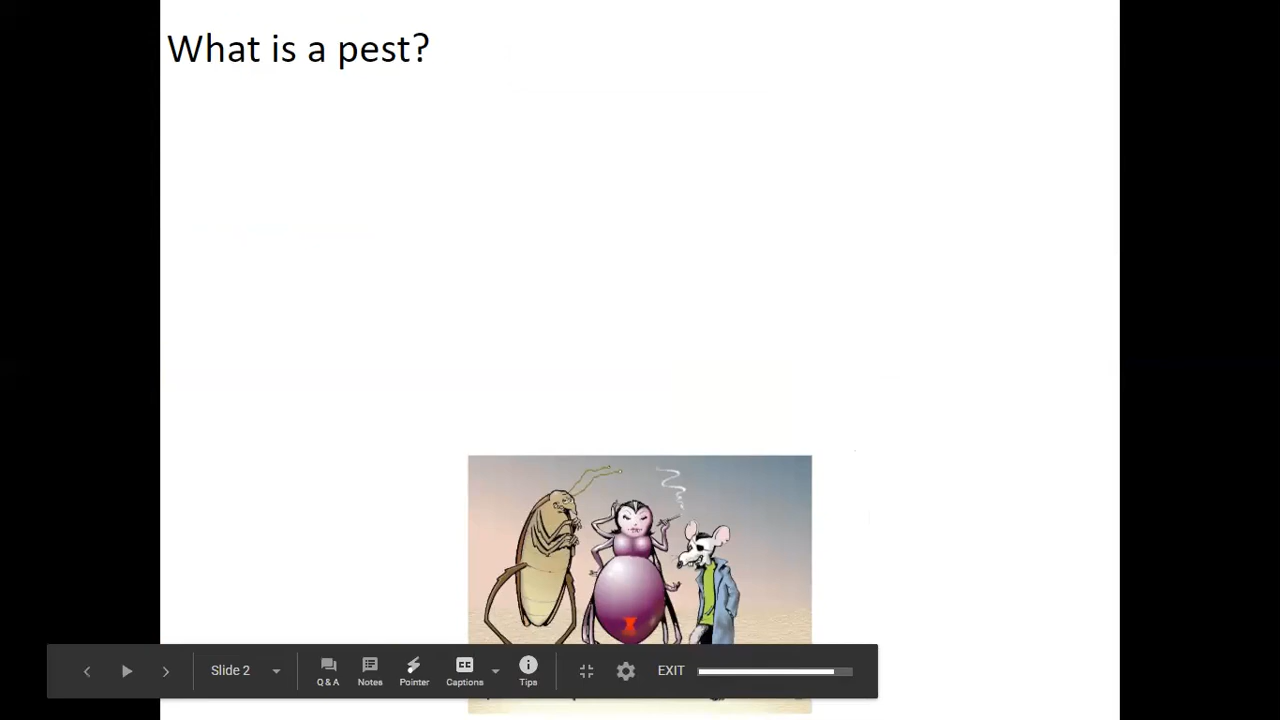 What is a pest?
Slide 2
Q & A
Notes
Pointer
Captions
Tips
EXIT